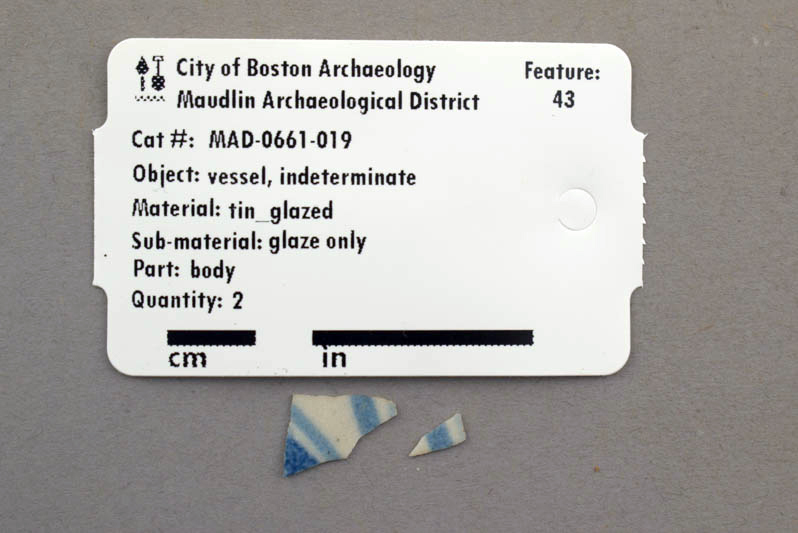 City of Boston Archaeology
Maudlin Archaeological District
Feature:
43
Cat #: MAD-0661-019
Object: vessel, indeterminate
Material: tin_glazed
Sub-material: glaze only
Part: body
Quantity: 2
cm in